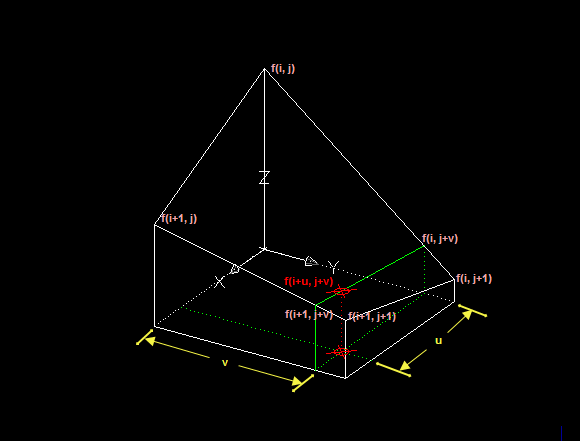 f(i, j)
Z
f(i+1, j)
f(i, j+v)
Y
X
f(i+u, j+v)
f(i, j+1)
f(i+1, j+v)
f(i+1, j+1)
u
v